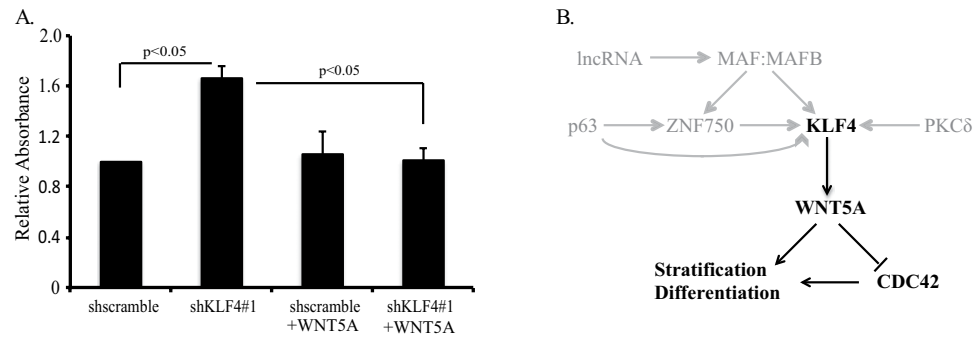 A.
2.0
1.6
1.2
0.8
0.4
0
Relative Absorbance
p<0.05
p<0.05
shscramble
shKLF4#1
shscramble
+WNT5A
shKLF4#1
+WNT5A
B.
lncRNA
MAF:MAFB
p63
ZNF750
KLF4
PKCδ
WNT5A
Stratification
Differentiation
CDC42